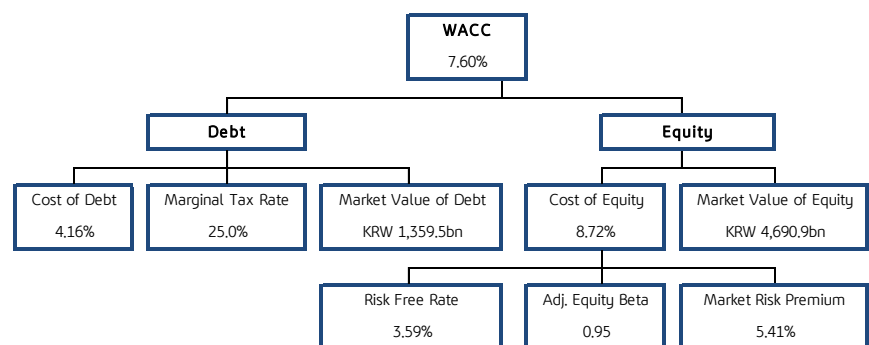 WACC
7.60%
Debt
Equity
Cost of Debt
4.16%
Marginal Tax Rate
25.0%
Market Value of Debt
KRW 1,359.5bn
Cost of Equity
8.72%
Market Value of Equity
KRW 4,690.9bn
Risk Free Rate
3.59%
Adj. Equity Beta
0.95
Market Risk Premium
5.41%